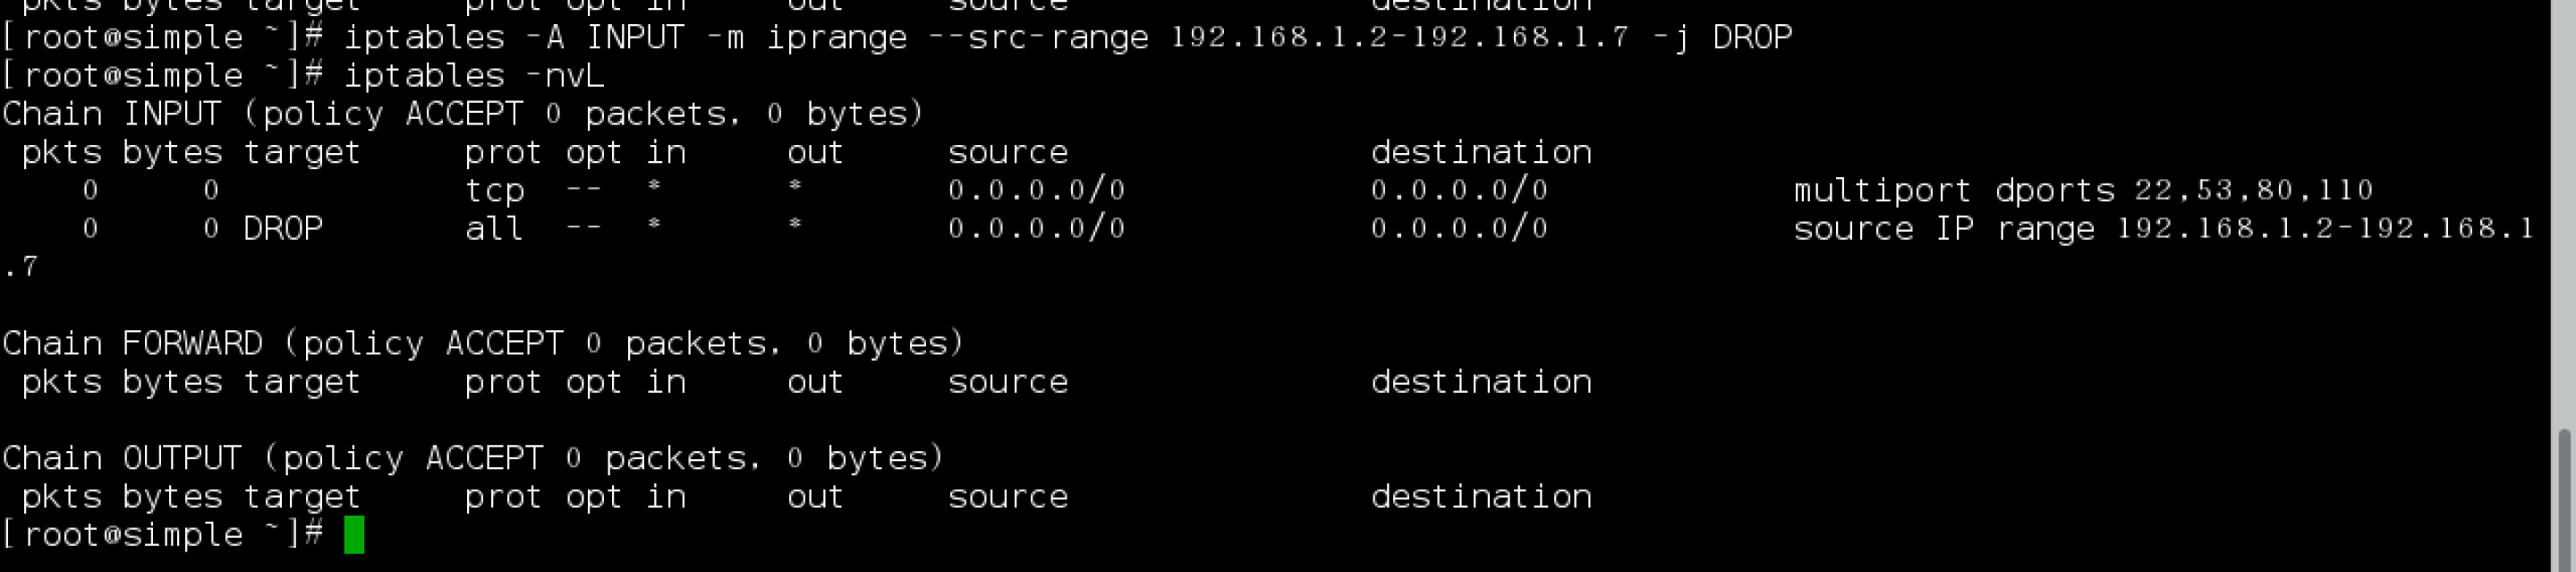 pkts bytes target     prot opt in     out     source               destination
[root@simple ~]# iptables -A INPUT -m iprange --src-range 192.168.1.2-192.168.1.7 -j DROP
[root@simple ~]# iptables -nvL
Chain INPUT (policy ACCEPT 0 packets, 0 bytes)
 pkts bytes target     prot opt in     out     source               destination
    0     0            tcp  --  *      *       0.0.0.0/0            0.0.0.0/0            multiport dports 22,53,80,110
    0     0 DROP       all  --  *      *       0.0.0.0/0            0.0.0.0/0            source IP range 192.168.1.2-192.168.1
.7
Chain FORWARD (policy ACCEPT 0 packets, 0 bytes)
 pkts bytes target     prot opt in     out     source               destination
Chain OUTPUT (policy ACCEPT 0 packets, 0 bytes)
 pkts bytes target     prot opt in     out     source               destination
[root@simple ~]#